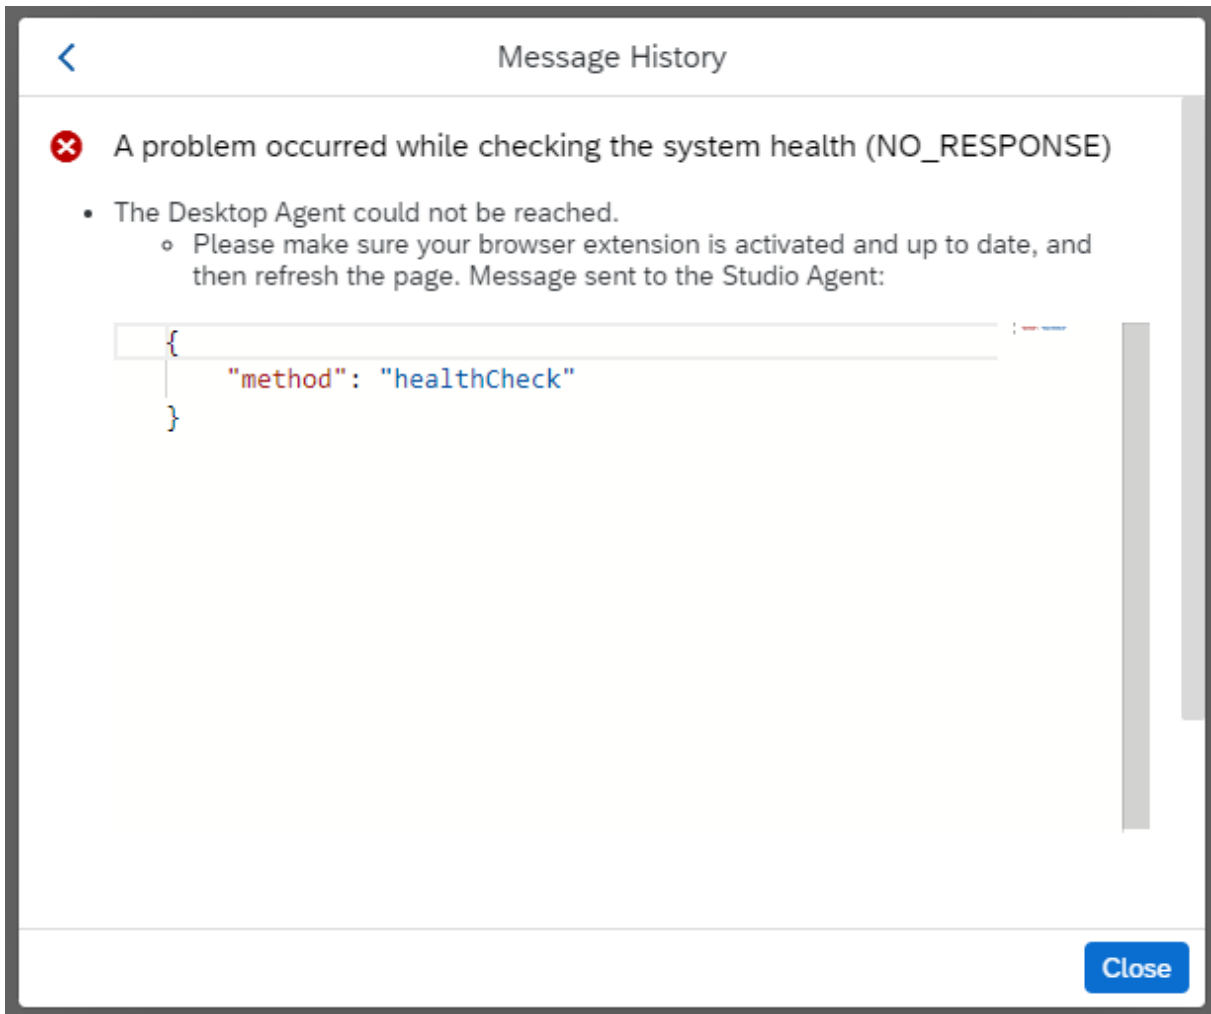 Message History
A problem occurred while checking the system health (NO_RESPONSE)
The Desktop Agent could not be reached.
Please make sure your browser extension is activated and up to date, and
then refresh the page. Message sent to the Studio Agent:
{
"method": "healthCheck"
}
Close